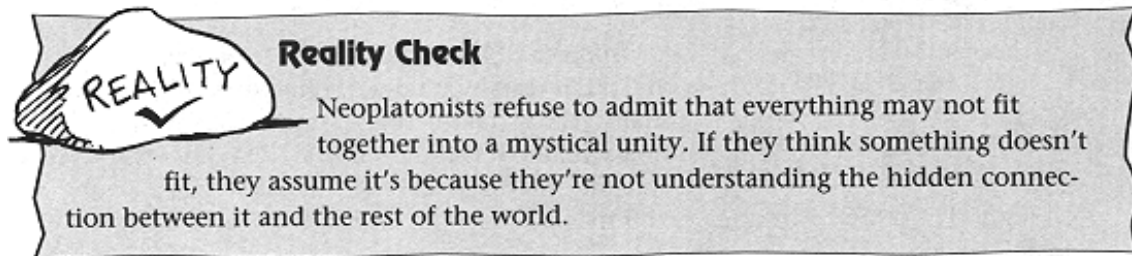 REALITY
Reality Check
Neoplatonists refuse to admit that everything may not fit
together into a mystical unity. If they think something doesn't
fit, they assume it's because they're not understanding the hidden connec-
tion between it and the rest of the world.